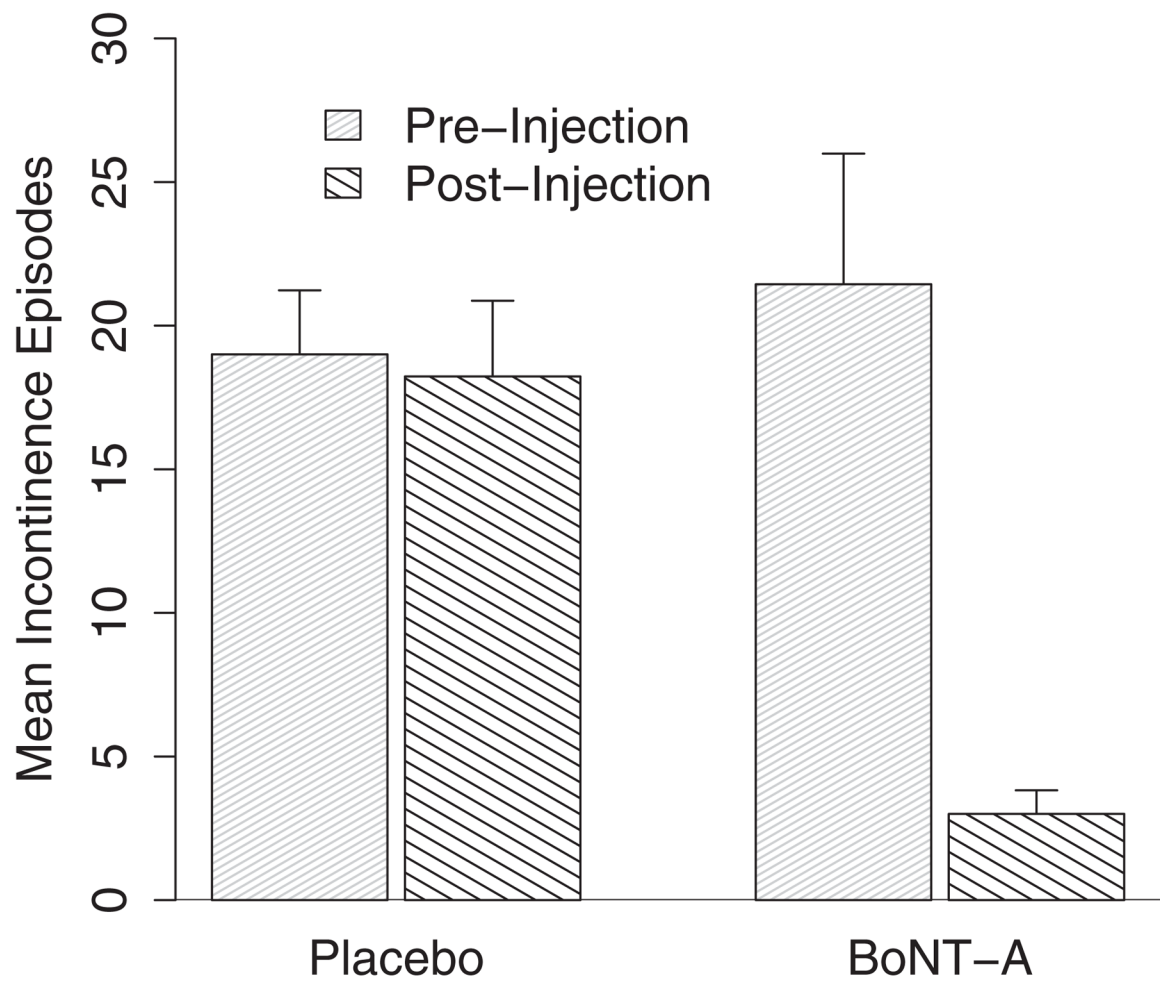 30
25
20
15
10
5
0
Mean Incontinence Episodes
Pre−Injection
Post−Injection
Placebo
BoNT−A